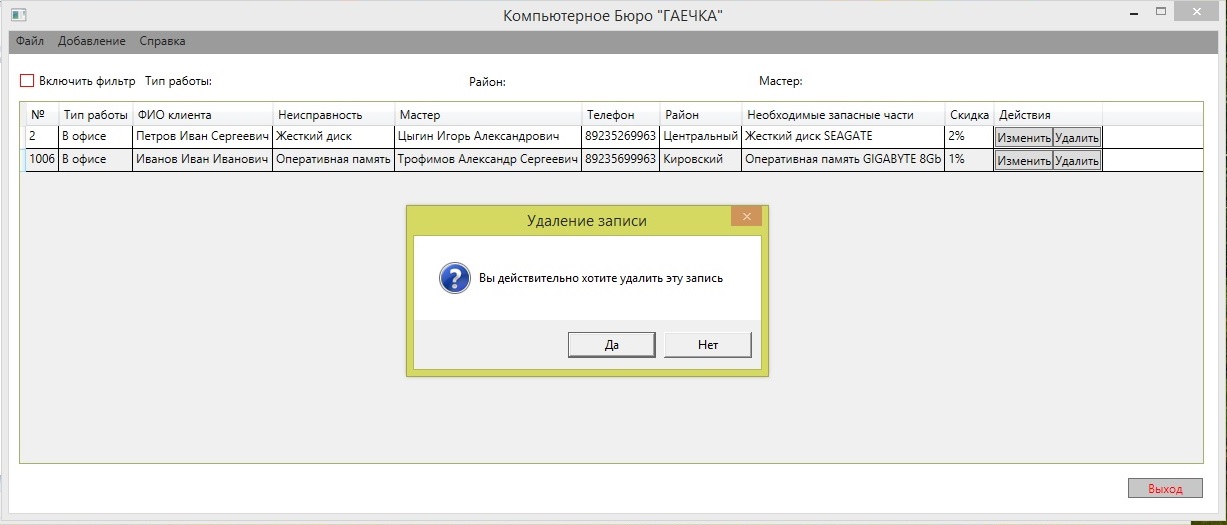 Компьютерное Бюро "ГАЕЧКА"
Файл Добавление Справка
Включить фильтр Тип работы: Район: Мастер:
№ Тип работы ФИО клиента Неисправность Мастер Телефон Район Необходимые запасные части Скидка Действия
2 В офисе Петров Иван Сергеевич Жесткий диск Цыгин Игорь Александрович 89235269963 Центральный Жесткий диск SEAGATE 2% Изменить Удалить
1006 В офисе Иванов Иван Иванович Оперативная память Трофимов Александр Сергеевич 89235699963 Кировский Оперативная память GIGABYTE 8Gb 1% Изменить Удалить
Удаление записи
Вы действительно хотите удалить эту запись
Да Нет
Выход